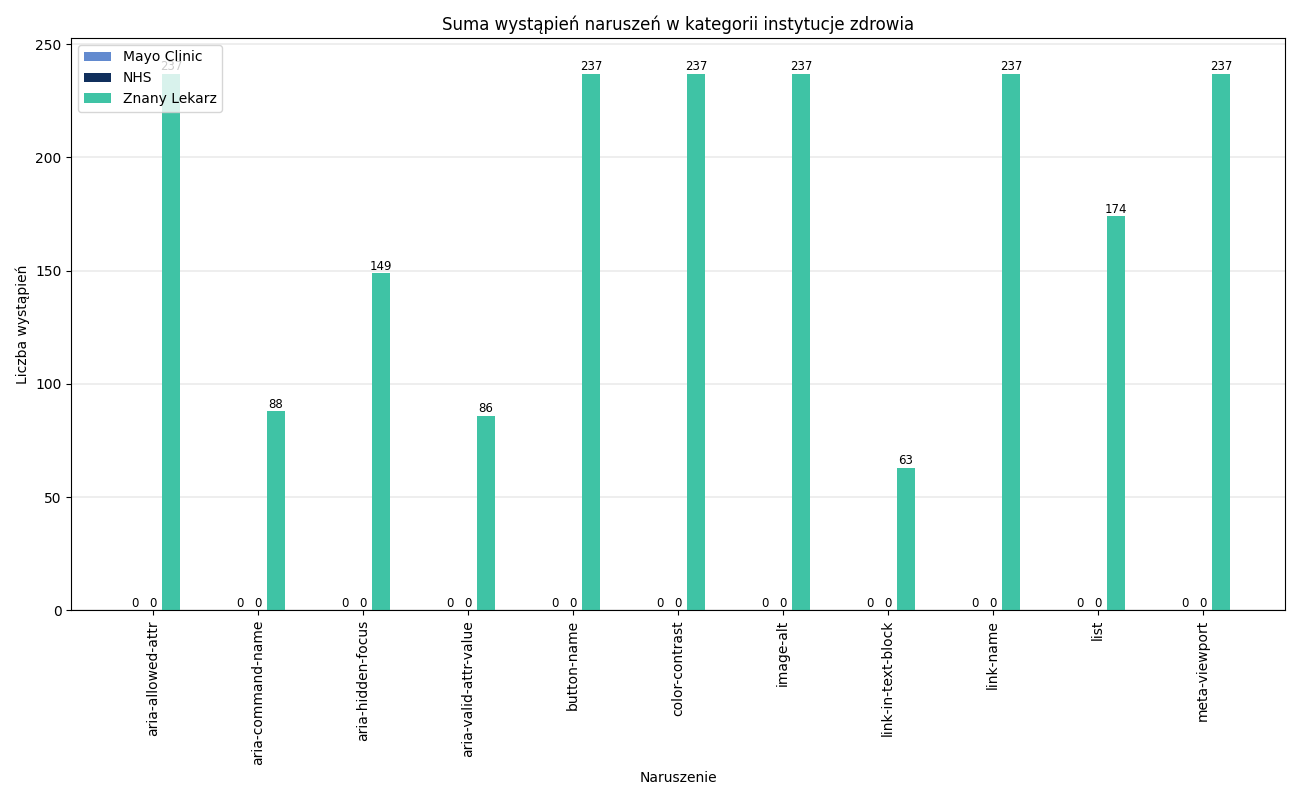 Suma wystąpień naruszeń w kategorii instytucje zdrowia
Mayo Clinic
NHS
Znany Lekarz
Liczba wystąpień
250
200
150
100
50
0
0 0 237
0 0 88
0 0 149
0 0 86
0 0 237
0 0 237
0 0 237
0 0 63
0 0 237
0 0 174
0 0 237
aria-allowed-attr
aria-command-name
aria-hidden-focus
aria-valid-attr-value
button-name
color-contrast
image-alt
link-in-text-block
link-name
list
meta-viewport
Naruszenie